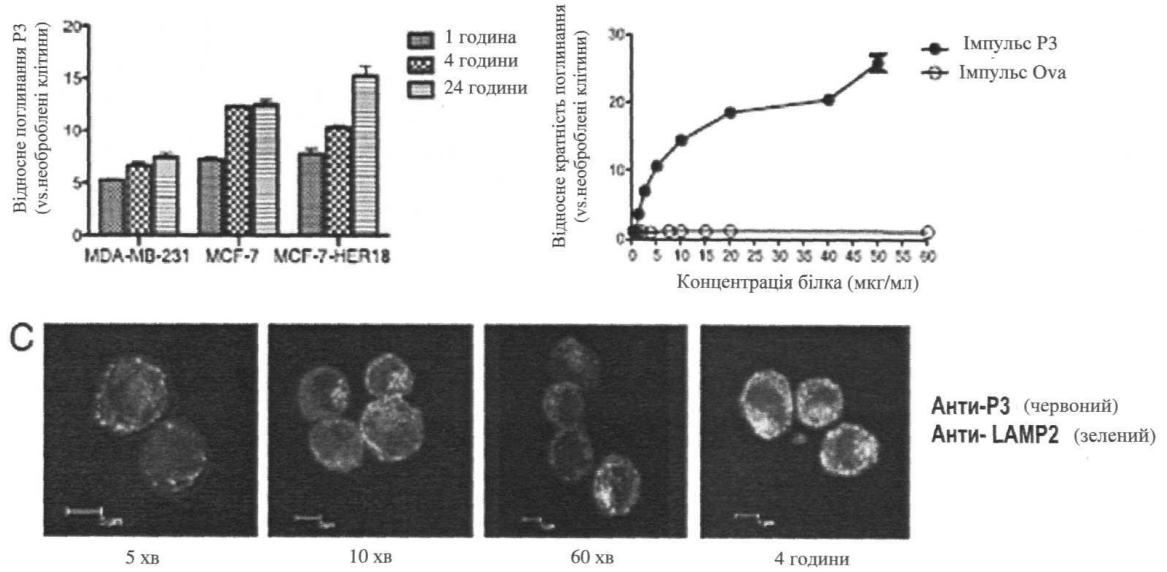 Відносне поглинання P3
(vs.необроблені клітини)
20
15
10
5
0
MDA-MB-231 MCF-7 MCF-7-HER18
1 година
4 години
24 години
Відносне кратність поглинання
(vs.необроблені клітини)
30
20
10
0
0 5 10 15 20 25 30 35 40 45 50 55 60
Концентрація білка (мкг/мл)
Імпульс P3
Імпульс Ova
C
5 хв
10 хв
60 хв
4 години
Анти-P3 (червоний)
Анти- LAMP2 (зелений)